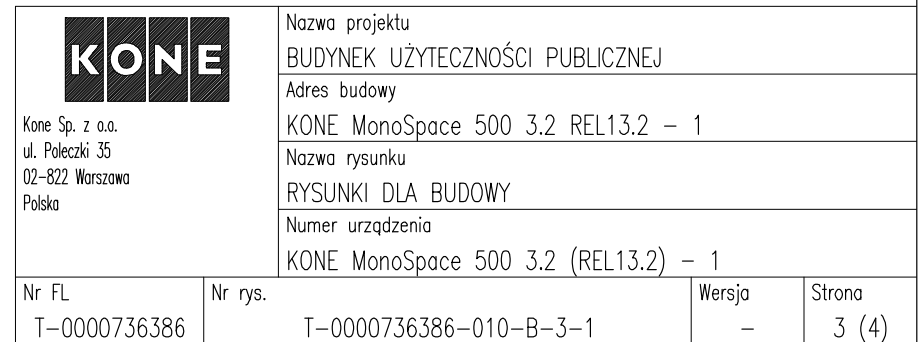 KONE
Kone Sp. z o.o.
ul. Poleczki 35
02-822 Warszawa
Polska
Nazwa projektu
BUDYNEK UŻYTECZNOŚCI PUBLICZNEJ
Adres budowy
KONE MonoSpace 500 3.2 REL13.2 - 1
Nazwa rysunku
RYSUNKI DLA BUDOWY
Numer urządzenia
KONE MonoSpace 500 3.2 (REL13.2) - 1
Nr FL
T-0000736386
Nr rys.
T-0000736386-010-B-3-1
Wersja
-
Strona
3 (4)